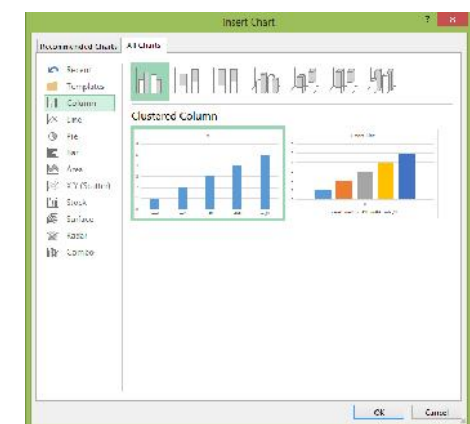 Insert Chart
?
Recommended Charts
All Charts
Recent
Templates
Column
Line
Pie
Bar
Area
X Y (Scatter)
Stock
Surface
Radar
Combo
Clustered Column
OK
Cancel